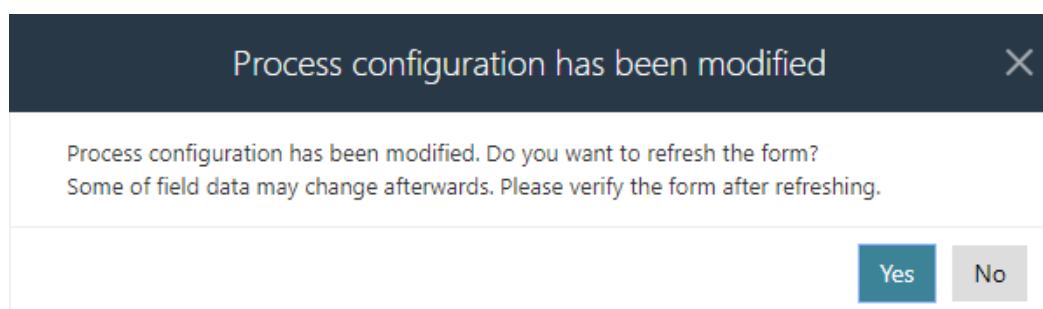 Process configuration has been modified
Process configuration has been modified. Do you want to refresh the form?
Some of field data may change afterwards. Please verify the form after refreshing.
Yes No